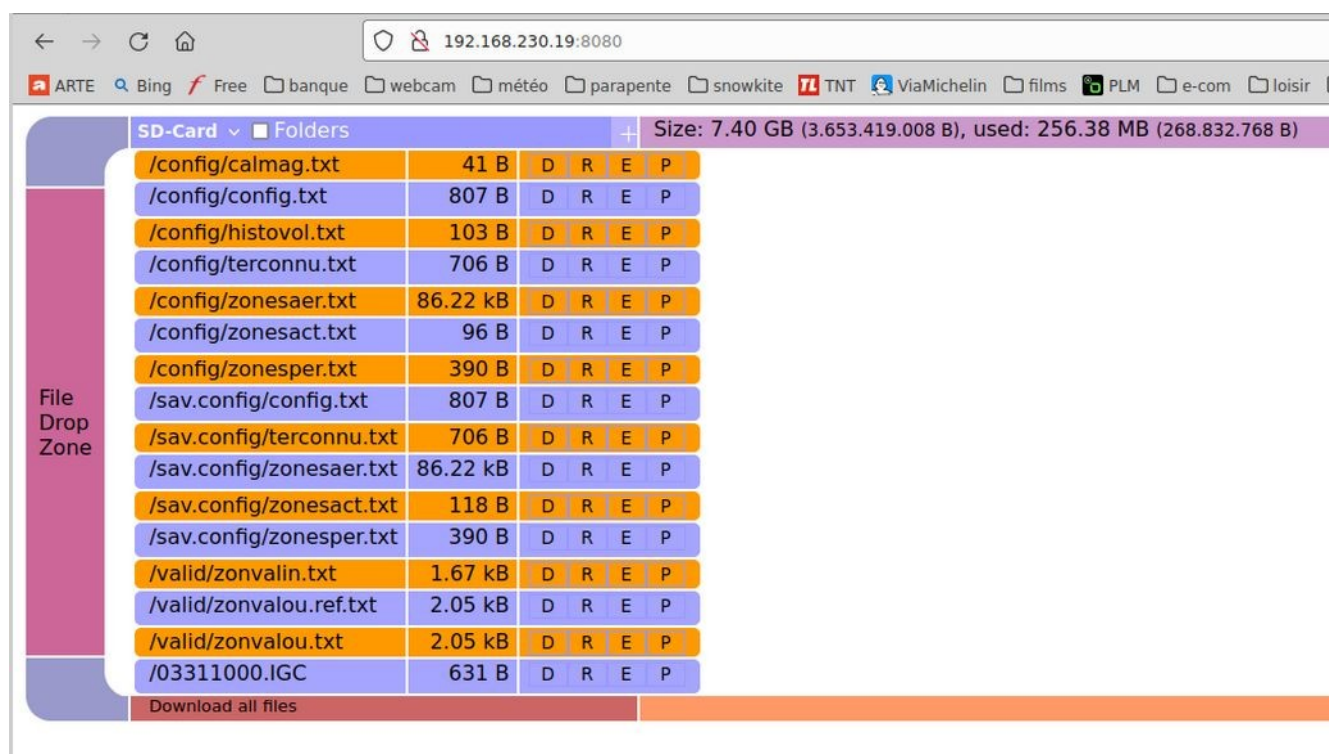 192.168.230.19:8080
ARTE Bing Free banque webcam météo parapente snowkite TL TNT ViaMichelin films PLM e-com loisir
SD-Card Folders + Size: 7.40 GB (3.653.419.008 B), used: 256.38 MB (268.832.768 B)
/config/calmag.txt 41 B D R E P
/config/config.txt 807 B D R E P
/config/histovol.txt 103 B D R E P
/config/terconnu.txt 706 B D R E P
/config/zonesaer.txt 86.22 kB D R E P
/config/zonesact.txt 96 B D R E P
/config/zonesper.txt 390 B D R E P
/sav.config/config.txt 807 B D R E P
/sav.config/terconnu.txt 706 B D R E P
/sav.config/zonesaer.txt 86.22 kB D R E P
/sav.config/zonesact.txt 118 B D R E P
/sav.config/zonesper.txt 390 B D R E P
/valid/zonvalin.txt 1.67 kB D R E P
/valid/zonvalou.ref.txt 2.05 kB D R E P
/valid/zonvalou.txt 2.05 kB D R E P
/03311000.IGC 631 B D R E P
File
Drop
Zone
Download all files